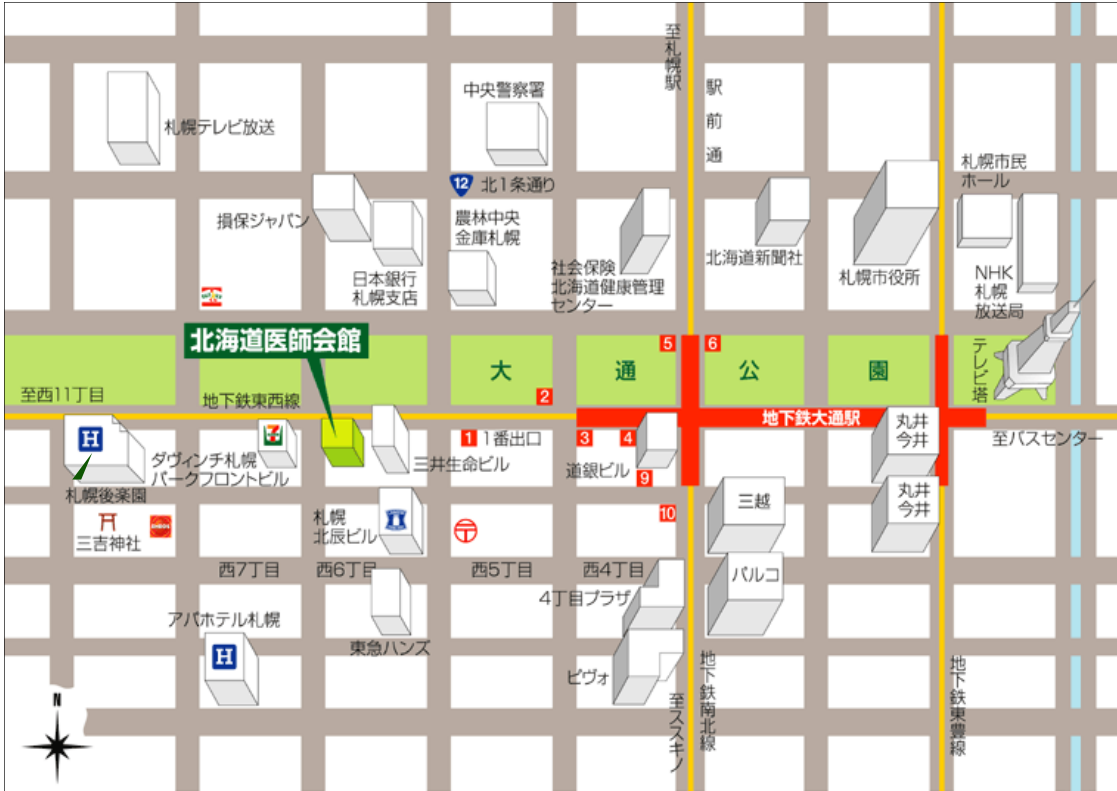 至札幌駅
駅前通
中央警察署
札幌テレビ放送
札幌市民
ホール
12
北1条通り
損保ジャパン
農林中央
金庫札幌
日本銀行
札幌支店
社会保険
北海道健康管理
センター
北海道新聞社
札幌市役所
NHK
札幌
放送局
北海道医師会館
5
6
大通公園
テレビ塔
至西11丁目
2
地下鉄東西線
地下鉄大通駅
丸井
今井
至バスセンター
H
7
1
1番出口
3
4
道銀ビル
9
ダヴィンチ札幌
パークフロントビル
三井生命ビル
札幌後楽園
三越
丸井
今井
10
三吉神社
札幌
北辰ビル
〒
西7丁目
西6丁目
西5丁目
西4丁目
パルコ
4丁目プラザ
アパホテル札幌
H
東急ハンズ
ピヴォ
至ススキノ
地下鉄南北線
地下鉄東豊線
N